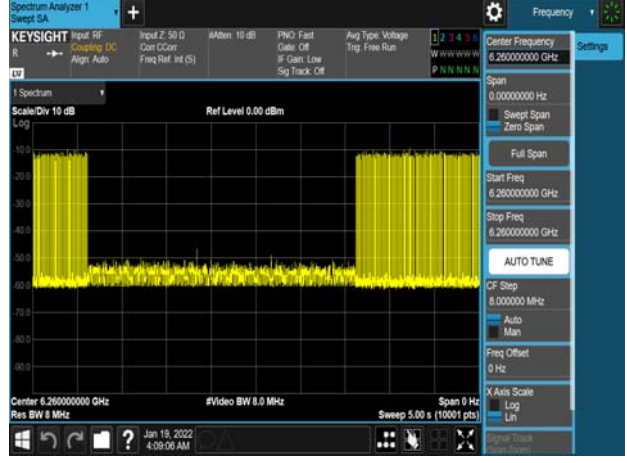 Spectrum Analyzer 1
Swept SA
+
Frequency
KEYSIGHT
Input: RF
Coupling: DC
Align: Auto
Input Z: 50 Ω
Corr CCorr
Freq Ref: Int (S)
#Atten: 10 dB
PNO: Fast
Gate: Off
IF Gain: Low
Sig Track: Off
Avg Type: Voltage
Trig: Free Run
1 2 3 4 5 6
W W W W W W
P N N N N N
R
LV
1 Spectrum
Scale/Div 10 dB
Ref Level 0.00 dBm
Log
-10.0
-20.0
-30.0
-40.0
-50.0
-60.0
-70.0
-80.0
-90.0
Center 6.260000000 GHz
#Video BW 8.0 MHz
Span 0 Hz
Res BW 8 MHz
Sweep 5.00 s (10001 pts)
?
Jan 19, 2022
4:09:06 AM
Center Frequency
6.260000000 GHz
Settings
Span
0.00000000 Hz
Swept Span
Zero Span
Full Span
Start Freq
6.260000000 GHz
Stop Freq
6.260000000 GHz
AUTO TUNE
CF Step
8.000000 MHz
Auto
Man
Freq Offset
0 Hz
X Axis Scale
Log
Lin
Signal Track
(Span Zoom)